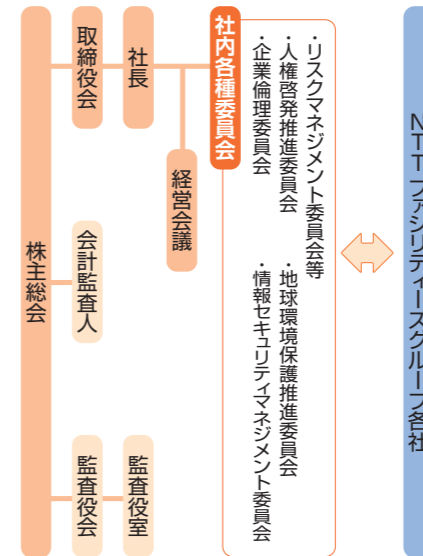 NTTファシリティーズグループ各社
社内各種委員会
・リスクマネジメント委員会等
・人権啓発推進委員会
・地球環境保護推進委員会
・企業倫理委員会
・情報セキュリティマネジメント委員会
経営会議
社長
取締役会
監査役室
会計監査人
監査役会
株主総会